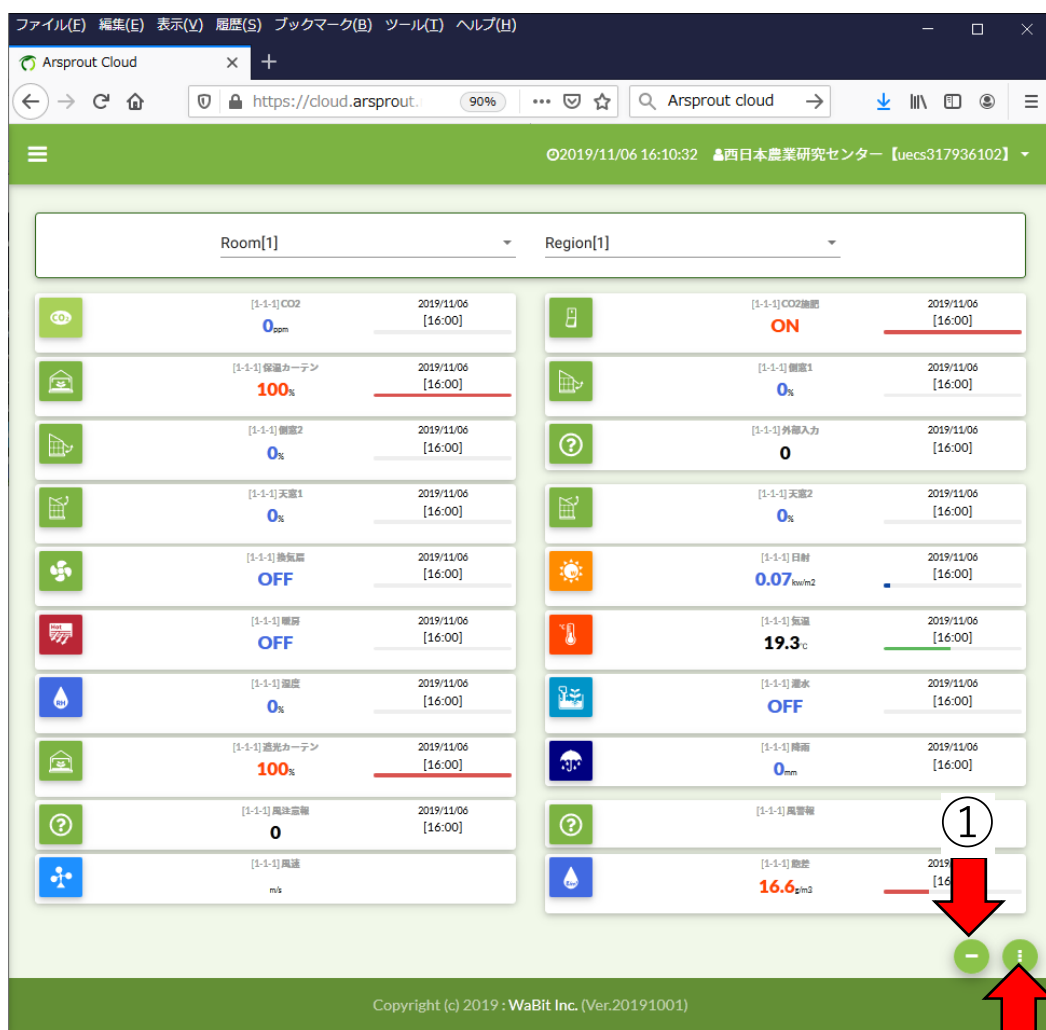 ファイル(F) 編集(E) 表示(V) 履歴(S) ブックマーク(B) ツール(T) ヘルプ(H)
Arsprout Cloud
https://cloud.arsprout.
90%
Arsprout cloud
2019/11/06 16:10:32 西日本農業研究センター【uecs317936102】
Room[1]
Region[1]
CO2
[1-1-1] CO2
0ppm
2019/11/06
[16:00]
[1-1-1] CO2施肥
ON
2019/11/06
[16:00]
[1-1-1] 保温カーテン
100%
2019/11/06
[16:00]
[1-1-1] 側窓1
0%
2019/11/06
[16:00]
[1-1-1] 側窓2
0%
2019/11/06
[16:00]
[1-1-1] 外部入力
0
2019/11/06
[16:00]
[1-1-1] 天窓1
0%
2019/11/06
[16:00]
[1-1-1] 天窓2
0%
2019/11/06
[16:00]
[1-1-1] 換気扇
OFF
2019/11/06
[16:00]
[1-1-1] 日射
0.07kw/m2
2019/11/06
[16:00]
Hot
[1-1-1] 暖房
OFF
2019/11/06
[16:00]
℃
[1-1-1] 気温
19.3℃
2019/11/06
[16:00]
RH
[1-1-1] 湿度
0%
2019/11/06
[16:00]
[1-1-1] 灌水
OFF
2019/11/06
[16:00]
[1-1-1] 遮光カーテン
100%
2019/11/06
[16:00]
[1-1-1] 降雨
0mm
2019/11/06
[16:00]
[1-1-1] 風注意報
0
2019/11/06
[16:00]
[1-1-1] 風警報
①
[1-1-1] 風速
m/s
[1-1-1] 飽差
16.6g/m3
2019
[16
Copyright (c) 2019 : WaBit Inc. (Ver.20191001)